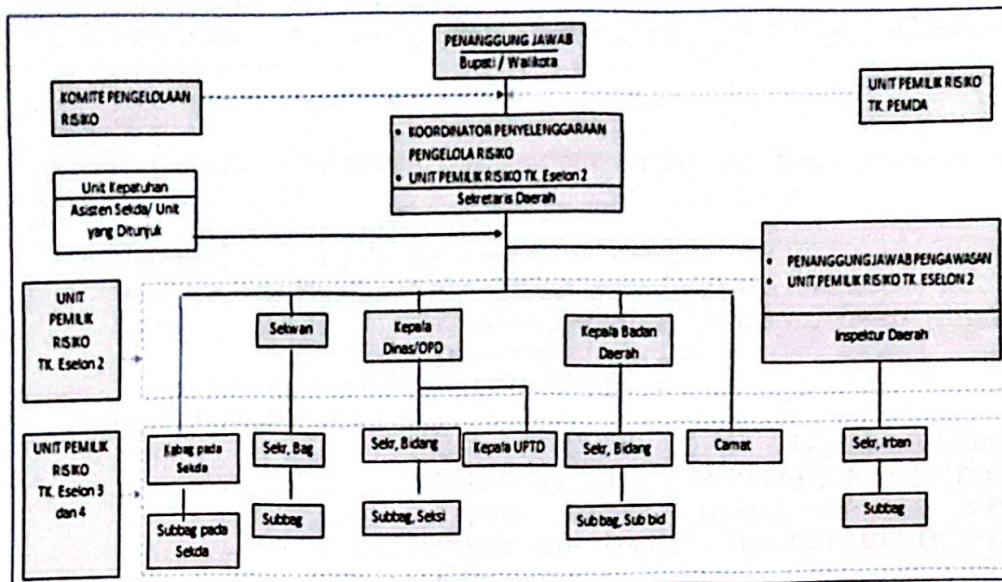 PENANGGUNG JAWAB
Bupati / Walikota
KOMITE PENGELOLAAN
RISIKO
UNIT PEMILIK RISIKO
TK. PEMDA
• KOORDINATOR PENYELENGGARAAN
PENGELOLA RISIKO
• UNIT PEMILIK RISIKO TK. Eselon 2
Sekretaris Daerah
Unit Kepatuhan
Asisten Sekda/ Unit
yang Ditunjuk
• PENANGGUNG JAWAB PENGAWASAN
• UNIT PEMILIK RISIKO TK. ESELON 2
Inspektur Daerah
UNIT
PEMILIK
RISIKO
TK. Eselon 2
Sekwan
Kepala
Dinas/OPD
Kepala Badan
Daerah
UNIT PEMILIK
RISIKO
TK. Eselon 3
dan 4
Kabag pada
Sekda
Sekr, Bag
Sekr, Bidang
Kepala UPTD
Sekr, Bidang
Camat
Sekr, Irban
Subbag pada
Sekda
Subbag
Subbag, Seksi
Subbag, Sub bid
Subbag